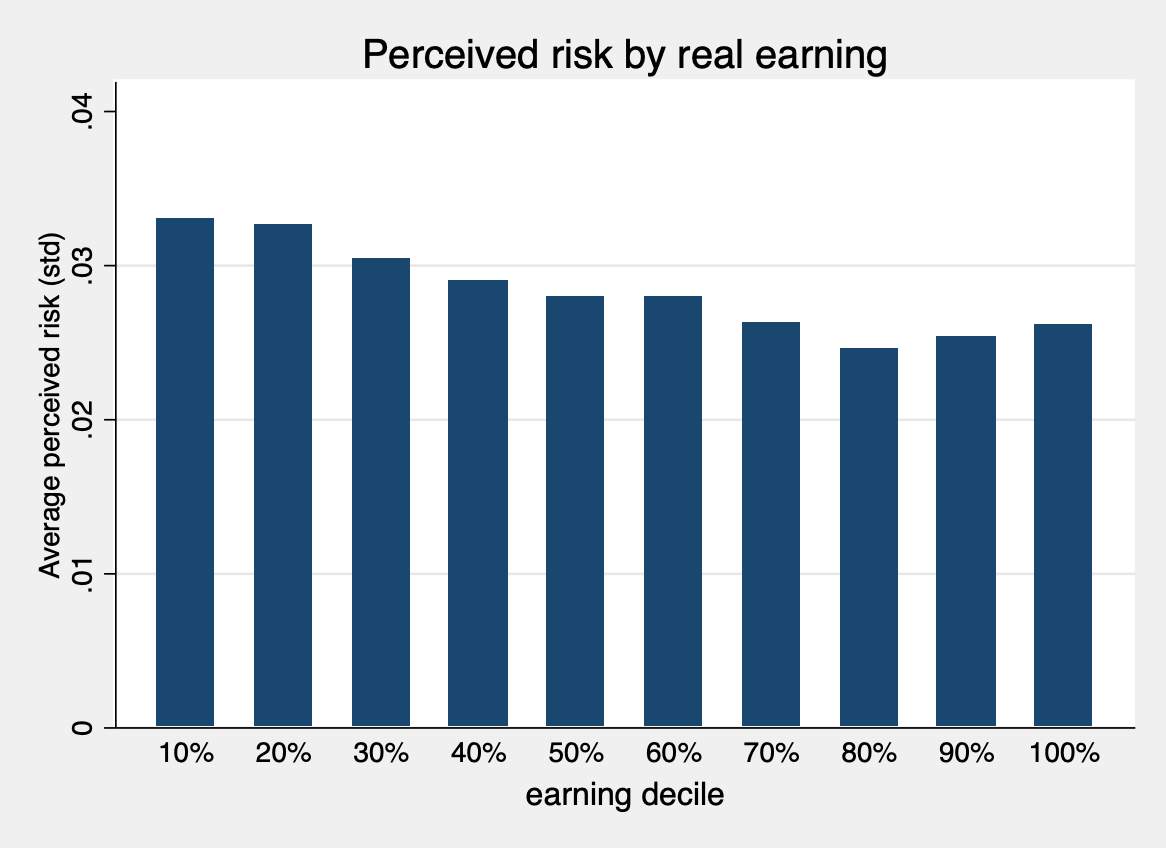 Perceived risk by real earning
Average perceived risk (std)
.04
.03
.02
.01
0
10% 20% 30% 40% 50% 60% 70% 80% 90% 100%
earning decile